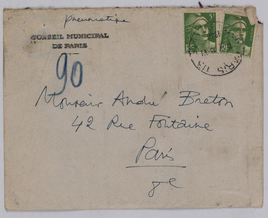 Pneumatique
CONSEIL MUNICIPAL
DE PARIS
90
Monsieur André Breton
42 Rue Fontaine
Paris
9e